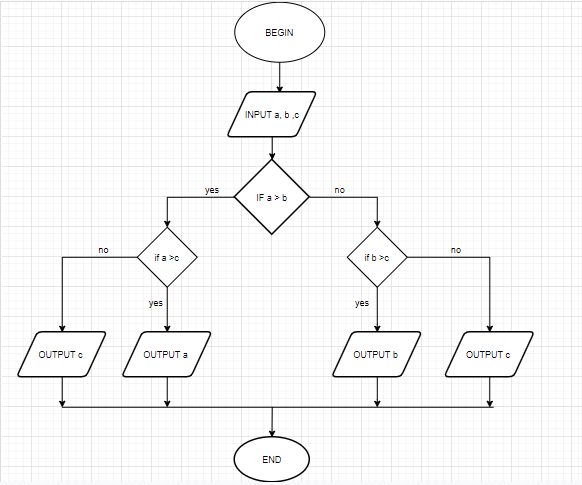 BEGIN
INPUT a, b ,c
IF a > b
yes
no
if a >c
if b >c
no
yes
yes
no
OUTPUT c
OUTPUT a
OUTPUT b
OUTPUT c
END